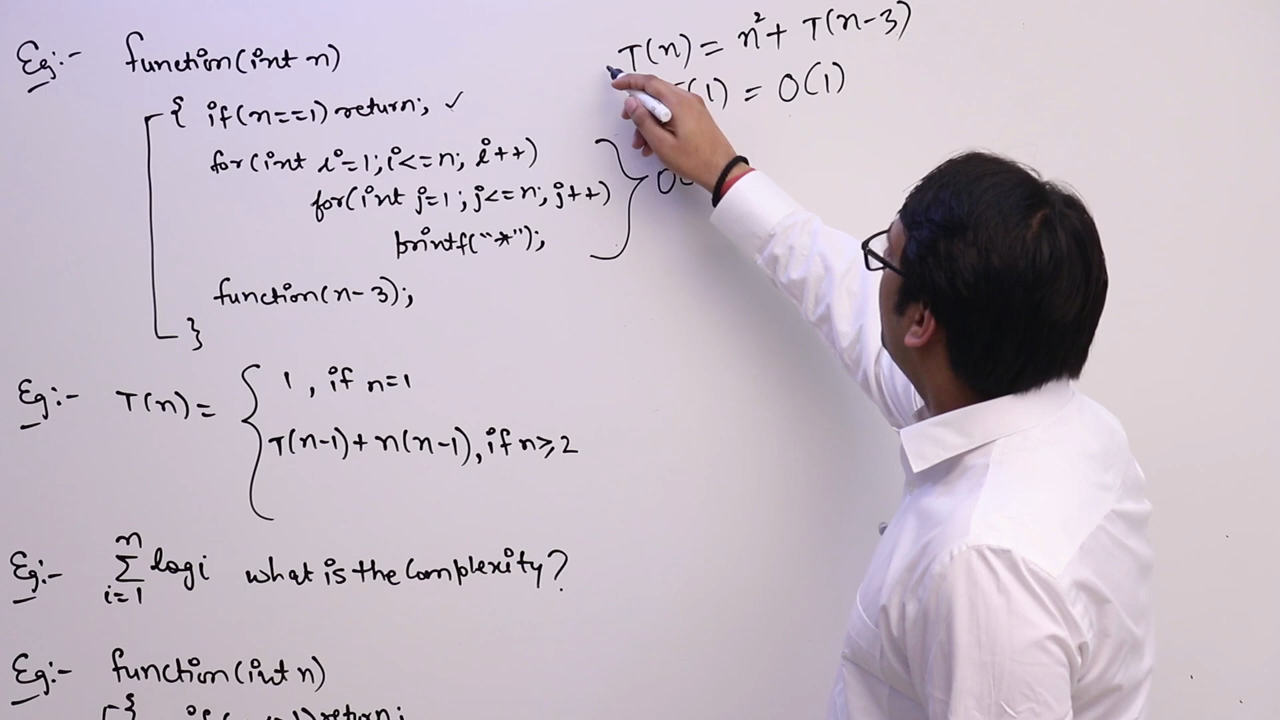 Eg:- function(int n)
{ if(n==1) return; ✓
for(int i=1; i<=n; i++)
for(int j=1; j<=n; j++)
printf("*");
function(n-3);
}
T(n) = n² + T(n-3)
(1) = O(1)
Eg:- T(n) = { 1, if n=1
T(n-1) + n(n-1), if n≥2
Eg:- n∑i=1 log i what is the complexity?
Eg:- function(int n)
{
return;